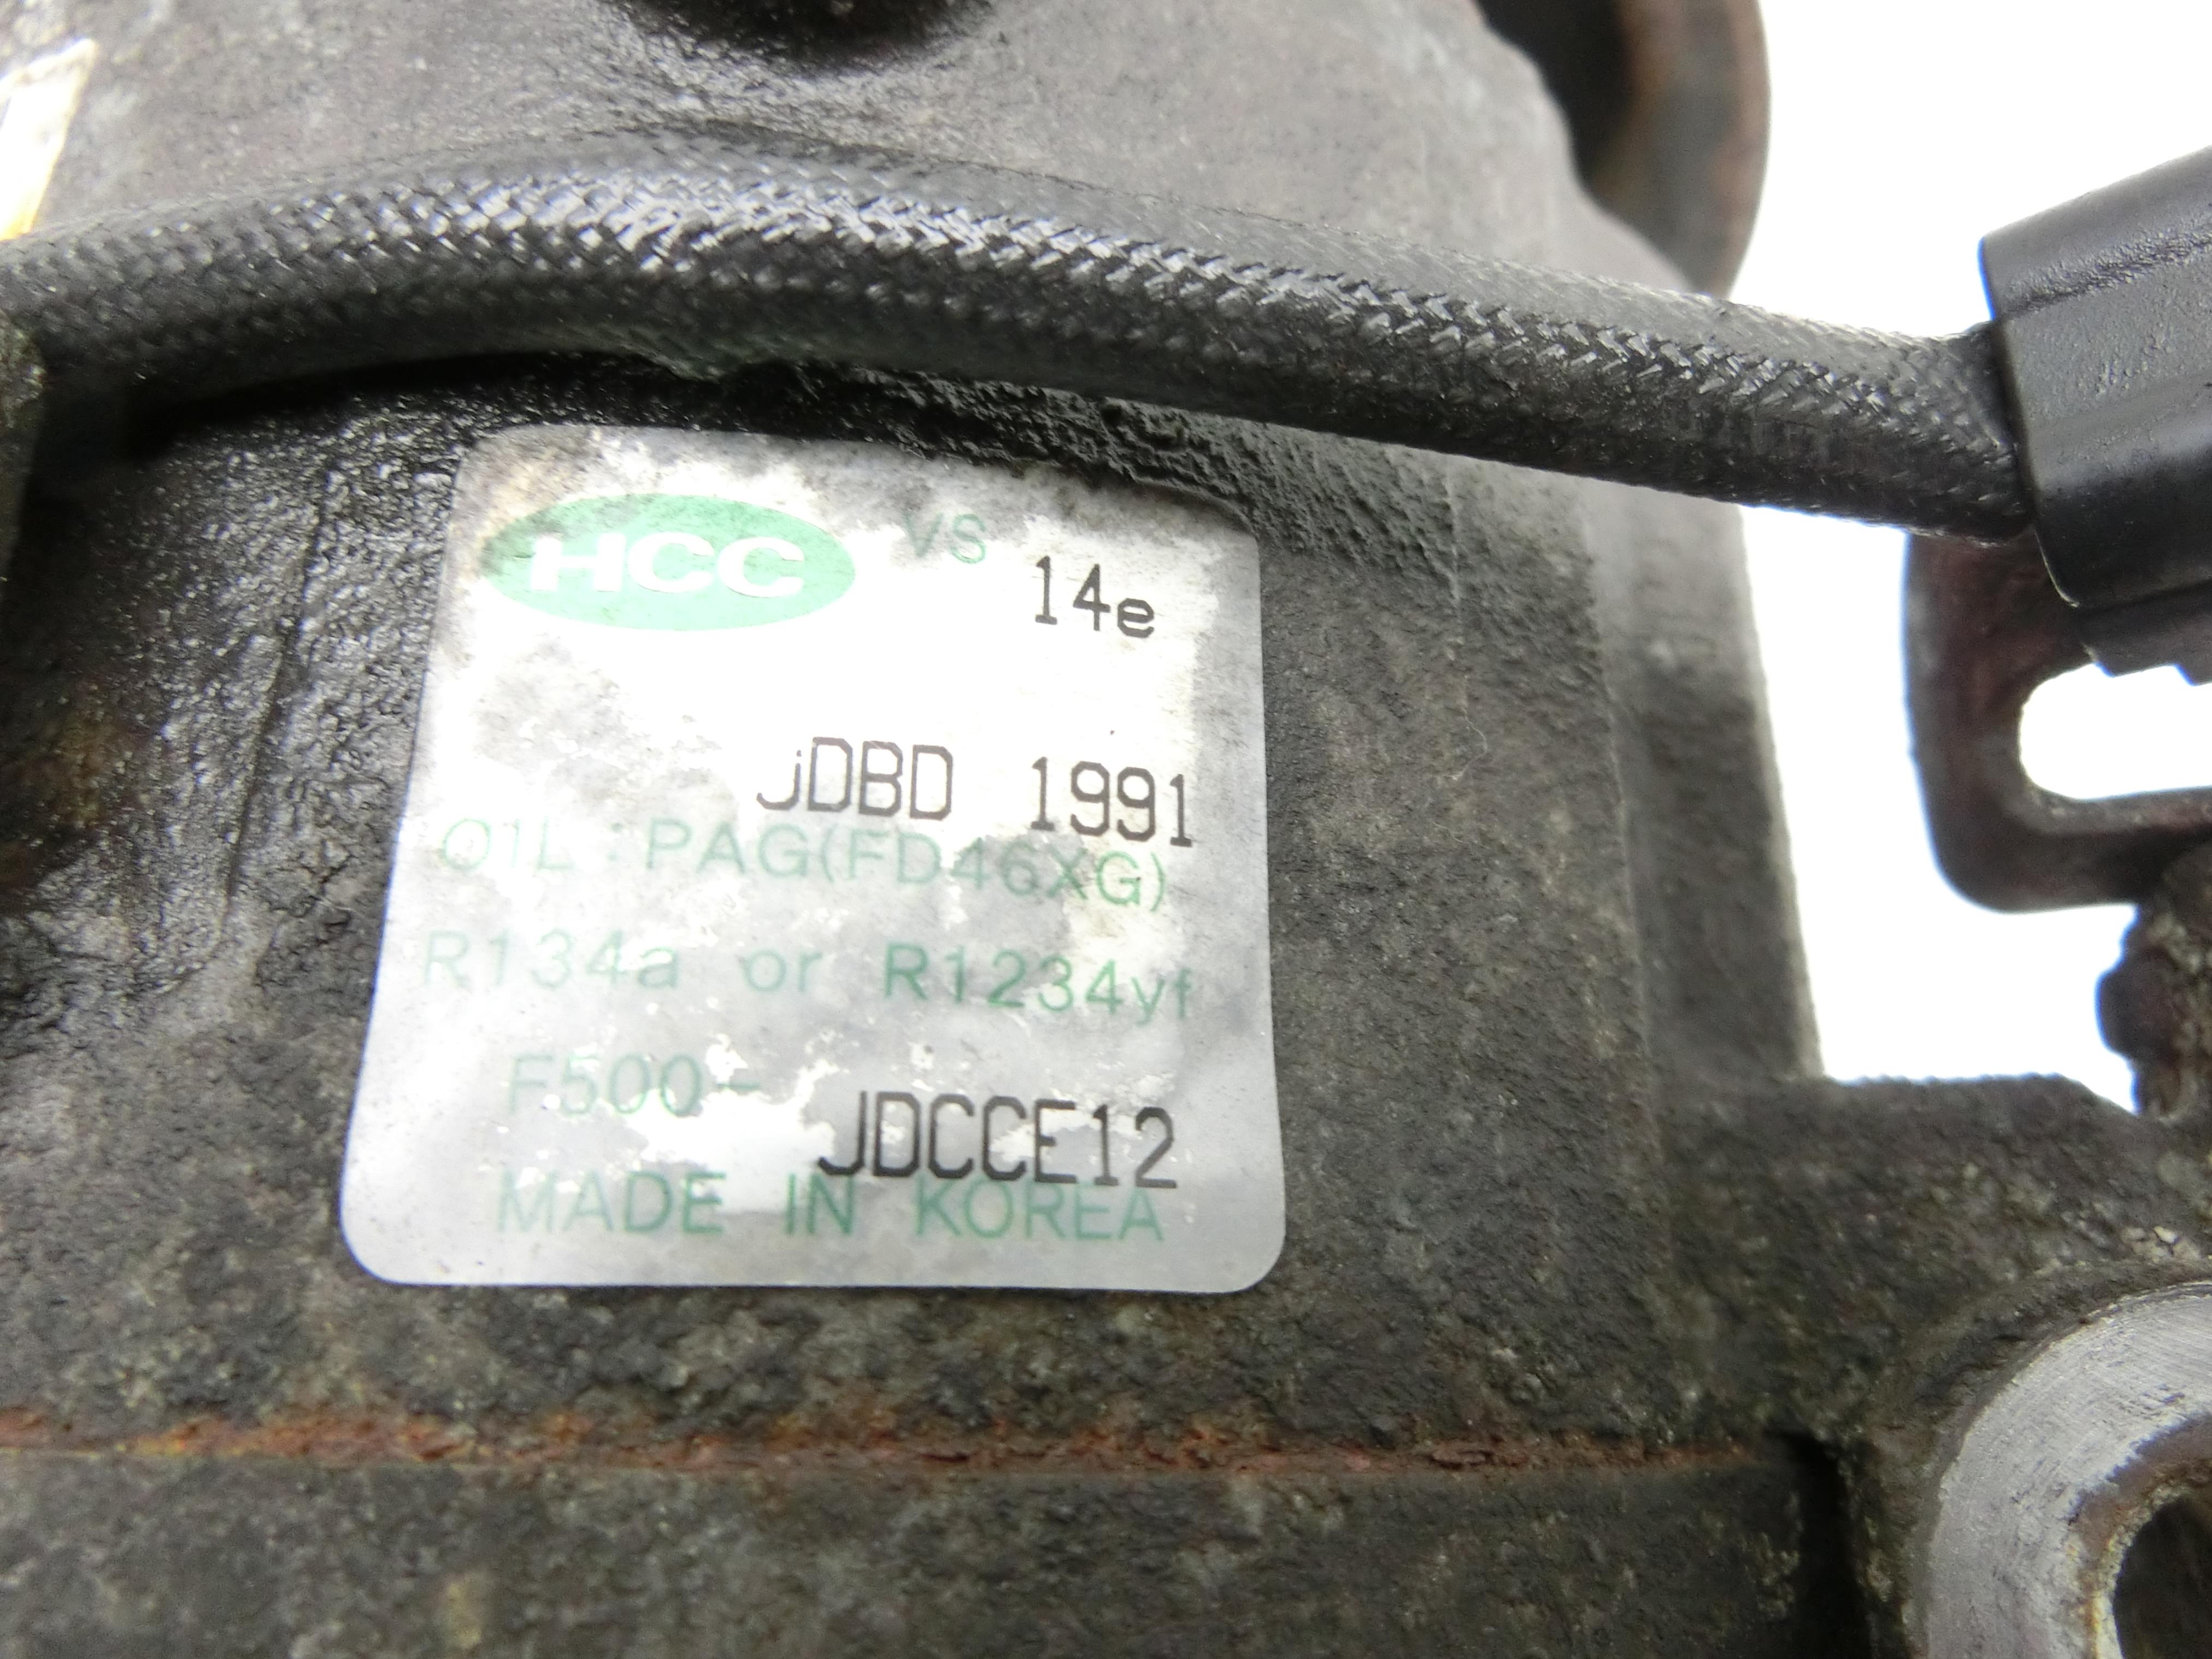 HCC VS 14e
jDBD 1991
OIL : PAG(FD46XG)
R134a or R1234yf
F500- JDCCE12
MADE IN KOREA